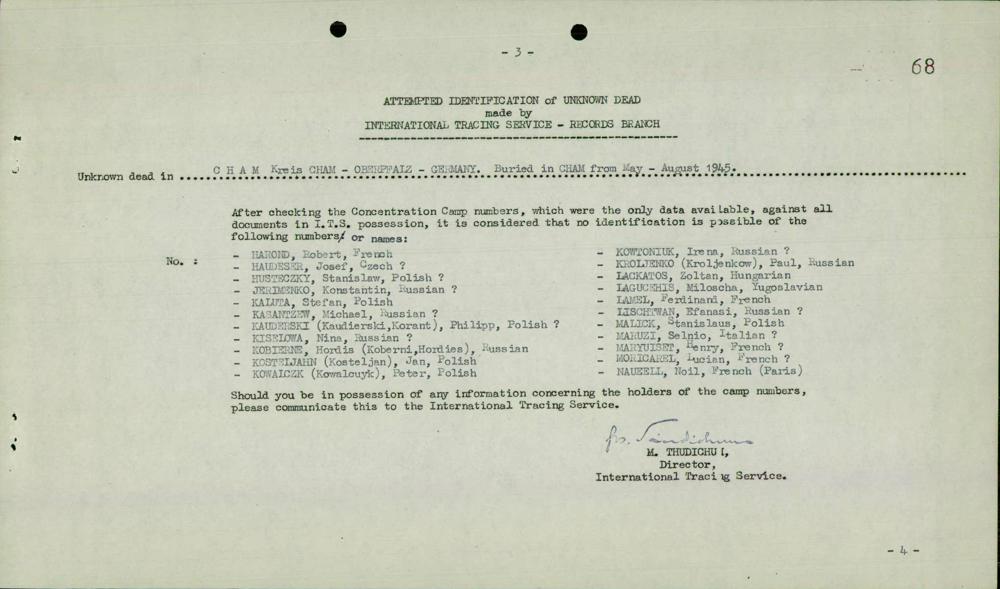 - 3 -
68
ATTEMPTED IDENTIFICATION of UNKNOWN DEAD
made by
INTERNATIONAL TRACING SERVICE - RECORDS BRANCH
Unknown dead in ... C H A M Kreis CHAM - OBERPFALZ - GERMANY. Buried in CHAM from May - August 1945.
After checking the Concentration Camp numbers, which were the only data available, against all
documents in I.T.S. possession, it is considered that no identification is possible of the
following numbers/ or names:
No. :
- HAROND, Robert, French
- HAUDESER, Josef, Czech ?
- HUSTECZKY, Stanislaw, Polish ?
- JERIMENKO, Konstantin, Russian ?
- KALUTA, Stefan, Polish
- KASANTZEW, Michael, Russian ?
- KAUDERSKI (Kaudierski,Korant), Philipp, Polish ?
- KISELOWA, Nina, Russian ?
- KOBIERNE, Hordis (Koberni,Hordies), Russian
- KOSTELJAHN (Kosteljan), Jan, Polish
- KOWALCZK (Kowalcuyk), Peter, Polish
- KOWTONIUK, Irena, Russian ?
- KROLJENKO (Kroljenkow), Paul, Russian
- LACKATOS, Zoltan, Hungarian
- LAGUCEHIS, Miloscha, Yugoslavian
- LAMEL, Ferdinand, French
- LISCHTWAN, Efanasi, Russian ?
- MALICK, Stanislaus, Polish
- MARUZI, Selnio, Italian ?
- MARYUISET, Henry, French ?
- MORICAREL, Lucian, French ?
- NAUEELL, Noil, French (Paris)
Should you be in possession of any information concerning the holders of the camp numbers,
please communicate this to the International Tracing Service.
M. THUDICHUM,
Director,
International Tracing Service.
- 4 -